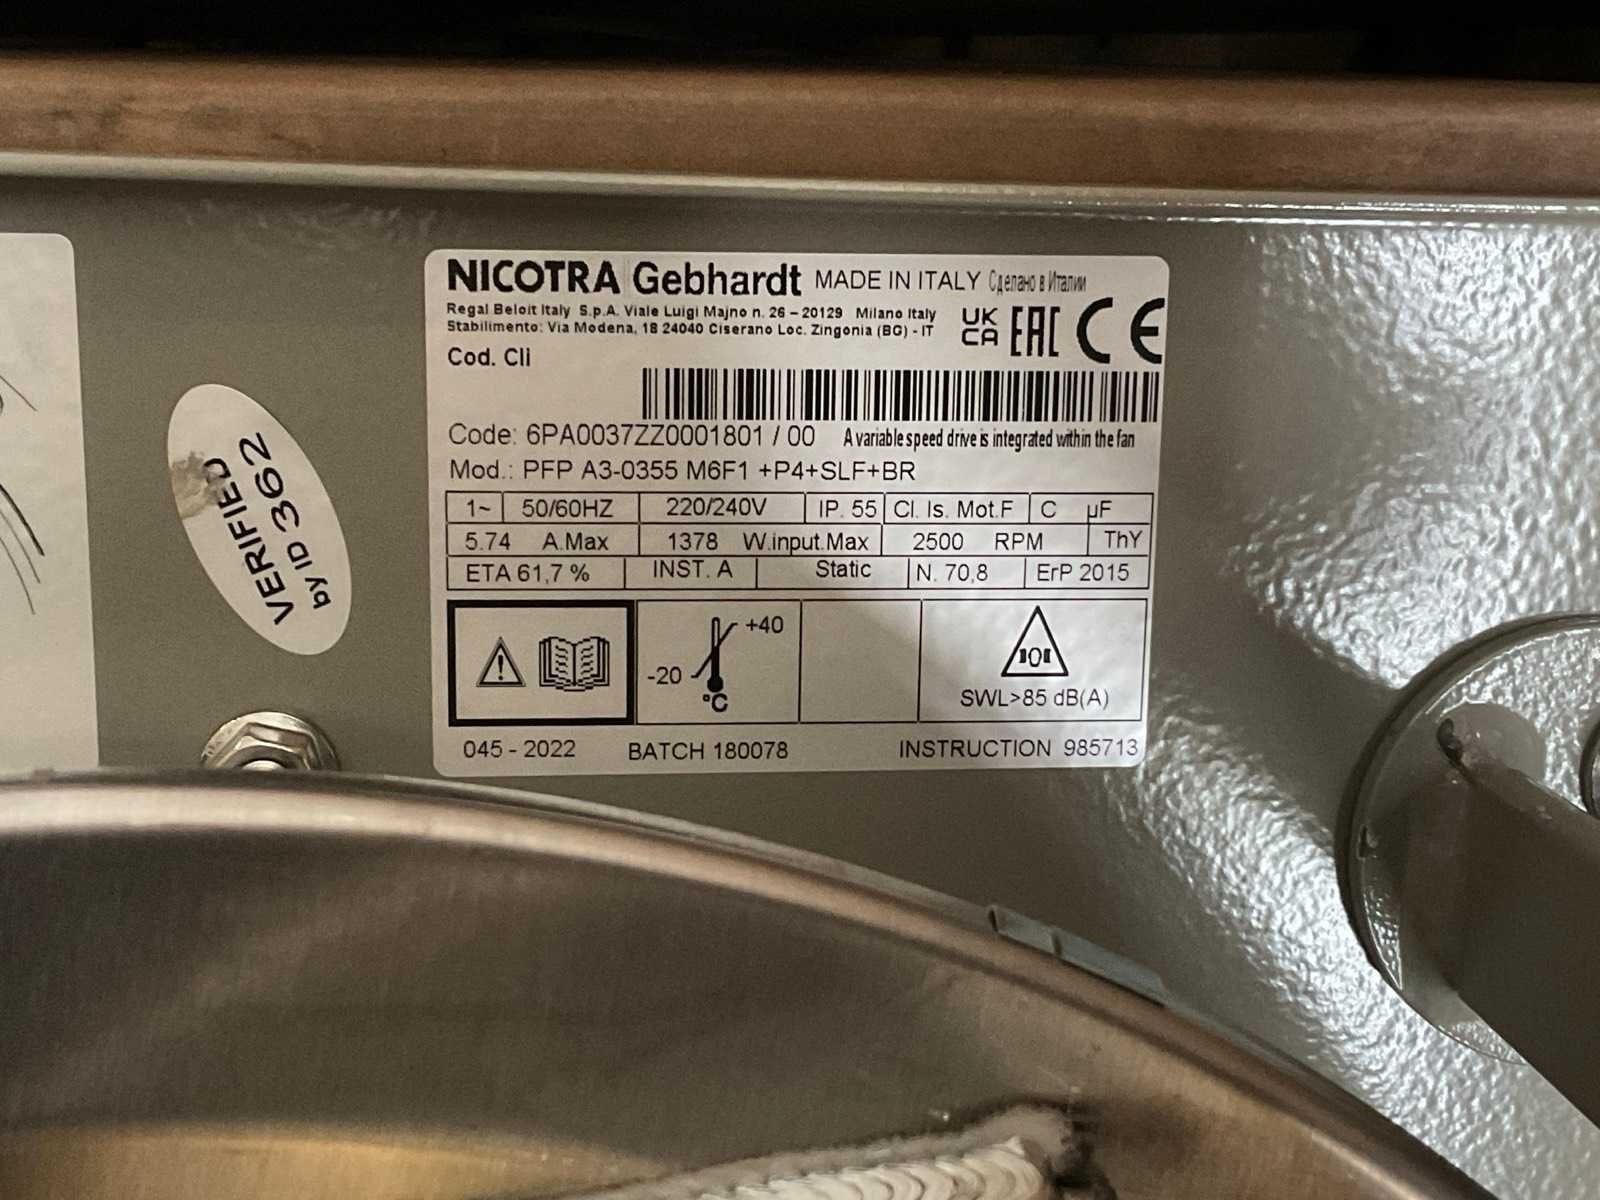 NICOTRA Gebhardt MADE IN ITALY Сделано в Италии
Regal Beloit Italy S.p.A. Viale Luigi Majno n. 26 – 20129 Milano Italy
Stabilimento: Via Modena, 18 24040 Ciserano Loc. Zingonia (BG) - IT
UK
CA EAC CE
Cod. Cli
Code: 6PA0037ZZ0001801 / 00 A variable speed drive is integrated within the fan
Mod.: PFP A3-0355 M6F1 +P4+SLF+BR
1~ 50/60HZ 220/240V IP. 55 Cl. Is. Mot.F C µF
5.74 A.Max 1378 W.input.Max 2500 RPM ThY
ETA 61,7 % INST. A Static N. 70,8 ErP 2015
-20 +40
°C
SWL>85 dB(A)
045 - 2022 BATCH 180078 INSTRUCTION 985713
VERIFIED
by ID 3362